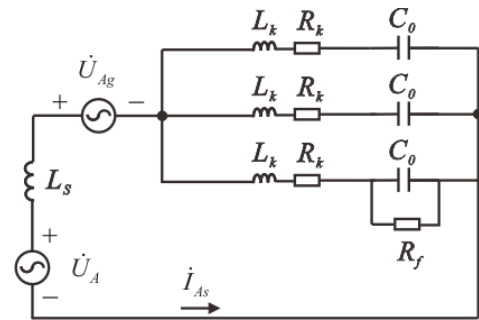 L_k R_k C_0
U̇_Ag
+ −
L_k R_k C_0
L_k R_k C_0
L_s
R_f
+
U̇_A
−
İ_As